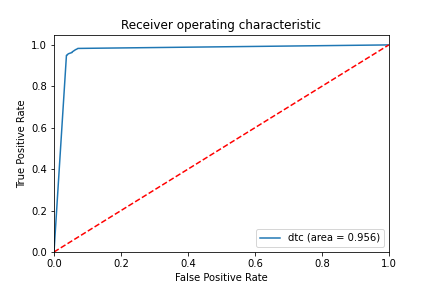 Receiver operating characteristic
True Positive Rate
1.0
0.8
0.6
0.4
0.2
0.0
dtc (area = 0.956)
0.0 0.2 0.4 0.6 0.8 1.0
False Positive Rate